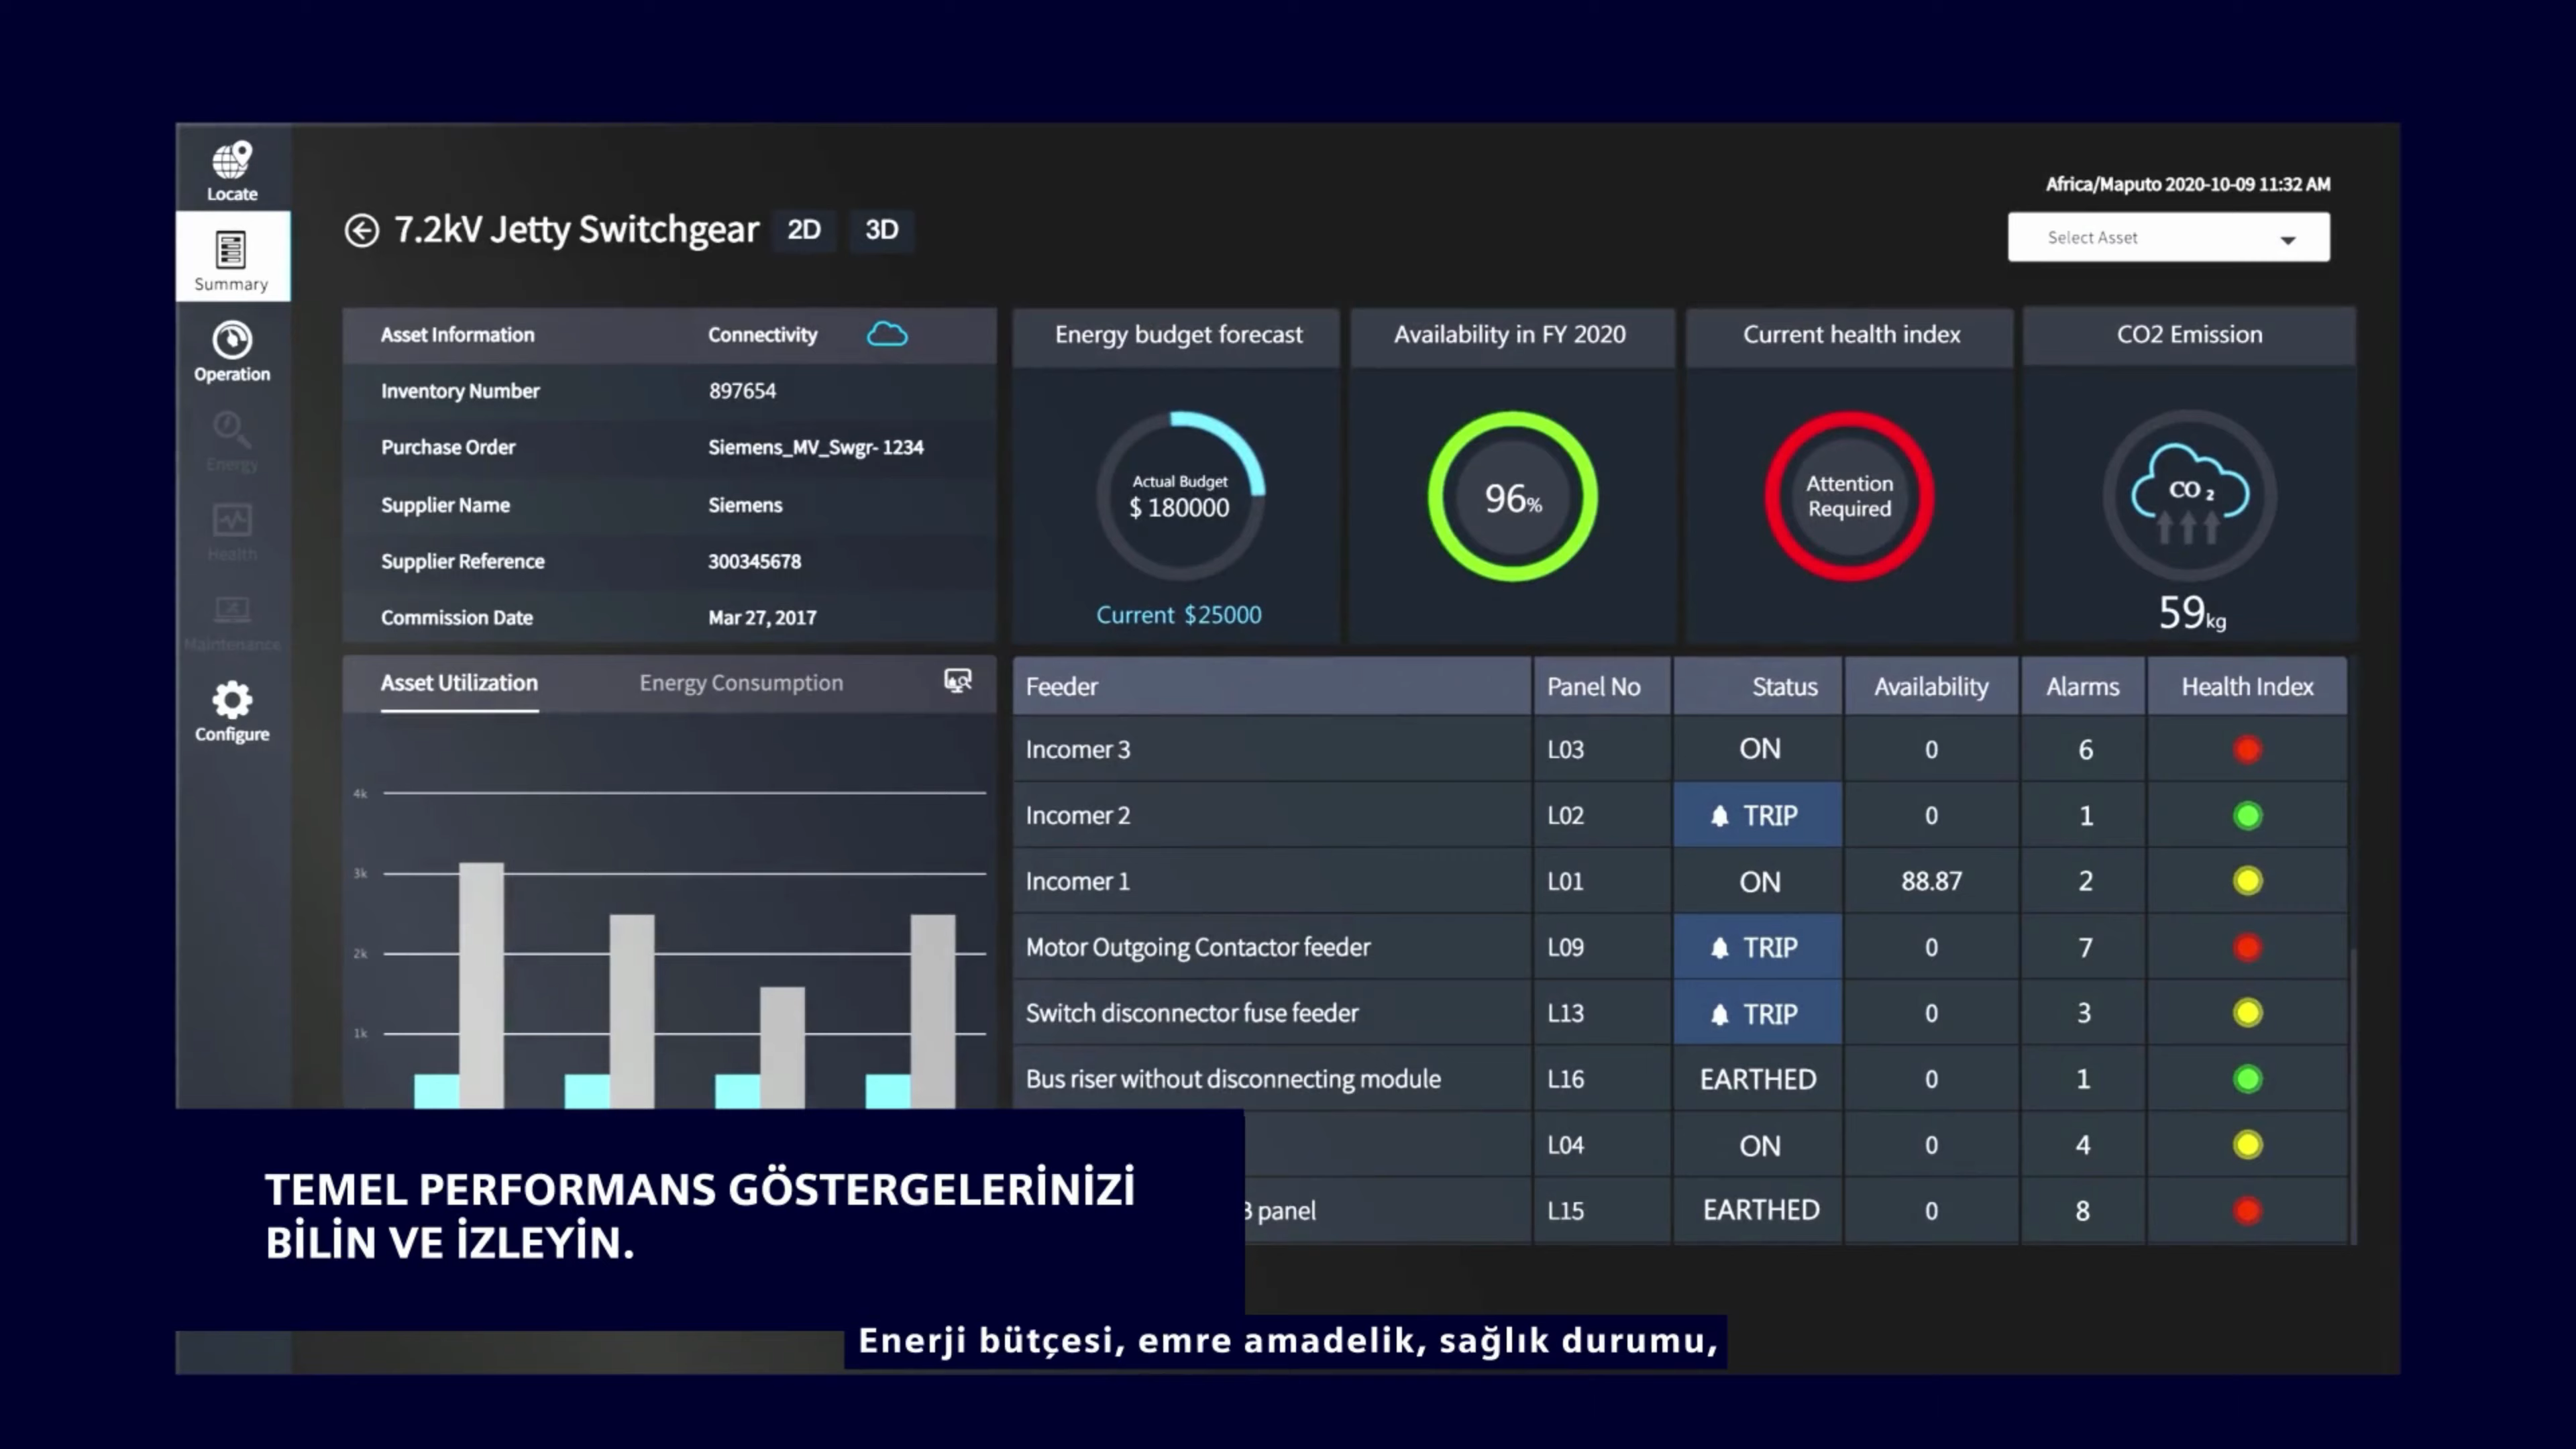 Locate
Summary
Operation
Energy
Health
Maintenance
Configure
Africa/Maputo 2020-10-09 11:32 AM
7.2kV Jetty Switchgear 2D 3D
Select Asset
Asset Information Connectivity
Inventory Number 897654
Purchase Order Siemens_MV_Swgr- 1234
Supplier Name Siemens
Supplier Reference 300345678
Commission Date Mar 27, 2017
Energy budget forecast
Actual Budget
$ 180000
Current $25000
Availability in FY 2020
96%
Current health index
Attention
Required
CO2 Emission
CO 2
59kg
Asset Utilization Energy Consumption
4k
3k
2k
1k
Feeder Panel No Status Availability Alarms Health Index
Incomer 3 L03 ON 0 6
Incomer 2 L02 TRIP 0 1
Incomer 1 L01 ON 88.87 2
Motor Outgoing Contactor feeder L09 TRIP 0 7
Switch disconnector fuse feeder L13 TRIP 0 3
Bus riser without disconnecting module L16 EARTHED 0 1
L04 ON 0 4
panel L15 EARTHED 0 8
TEMEL PERFORMANS GÖSTERGELERİNİZİ
BİLİN VE İZLEYİN.
Enerji bütçesi, emre amadelik, sağlık durumu,